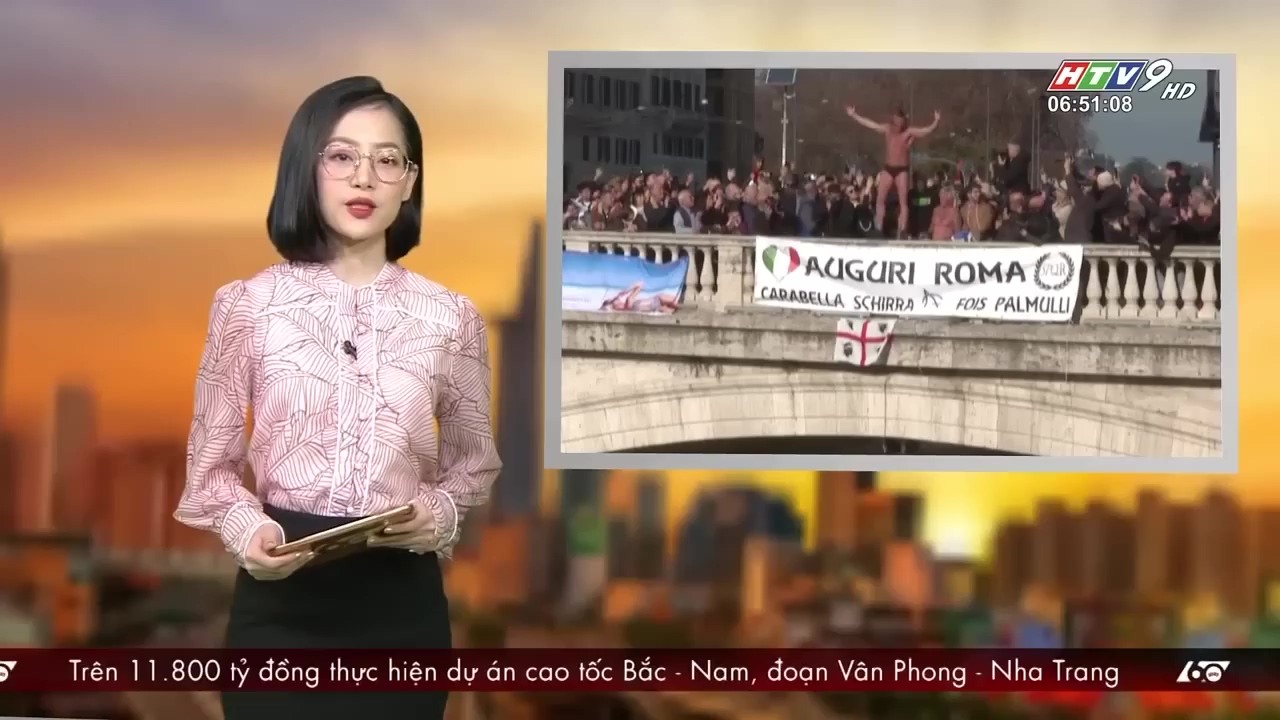 HTV9 HD
06:51:08
AUGURI ROMA
CARABELLA SCHIRRA FOIS PALMULLI
Trên 11.800 tỷ đồng thực hiện dự án cao tốc Bắc - Nam, đoạn Vân Phong - Nha Trang
60